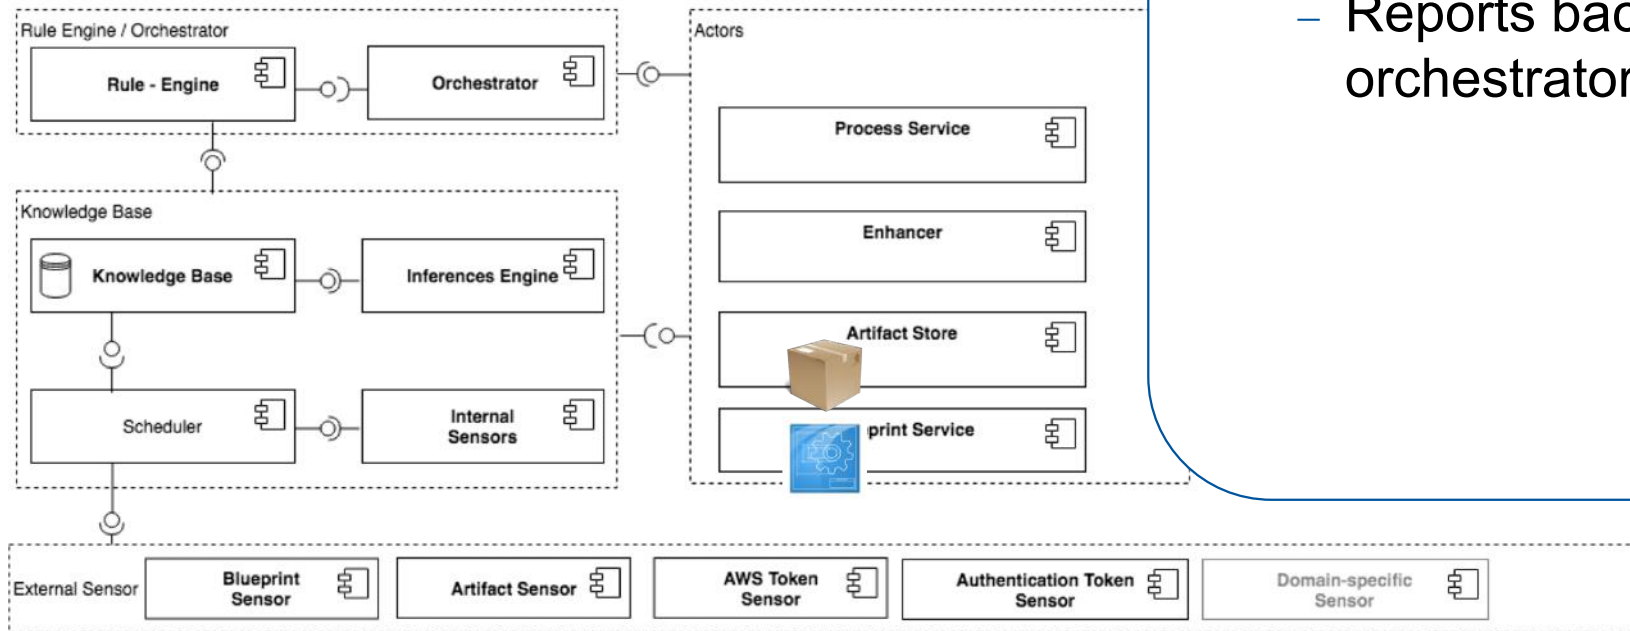 Rule Engine / Orchestrator
Rule - Engine
Orchestrator
Actors
– Reports
orchestrator
Process Service
Enhancer
Artifact Store
Service
Knowledge Base
Knowledge Base
Inferences Engine
Scheduler
Internal
Sensors
External Sensor
Blueprint
Sensor
Artifact Sensor
AWS Token
Sensor
Authentication Token
Sensor
Domain-specific
Sensor